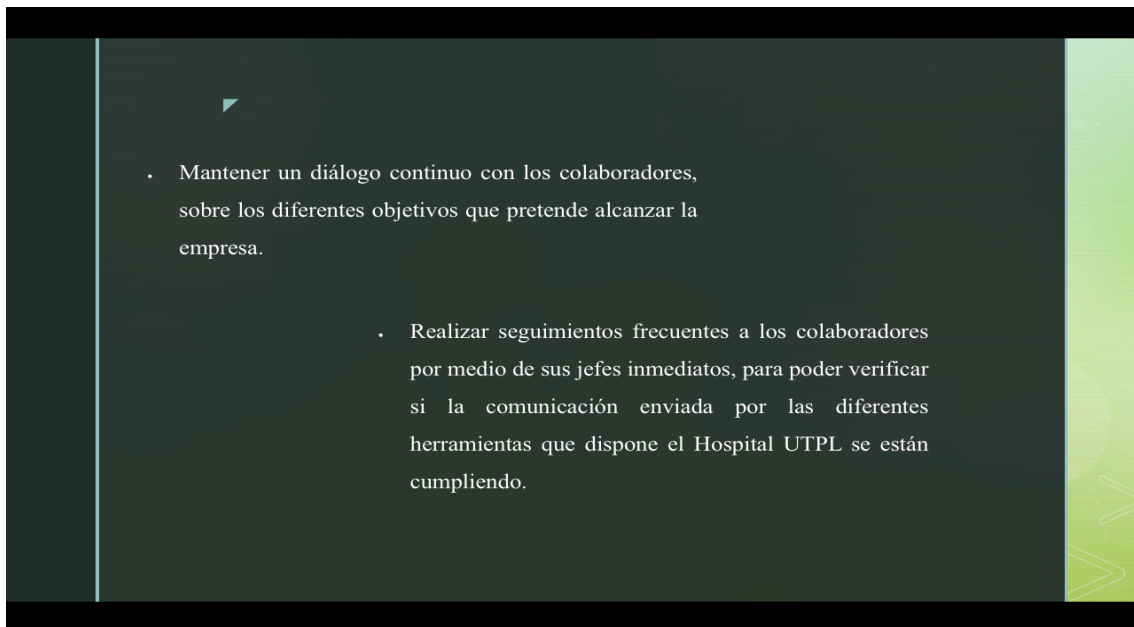 • Mantener un diálogo continuo con los colaboradores,
sobre los diferentes objetivos que pretende alcanzar la
empresa.
• Realizar seguimientos frecuentes a los colaboradores
por medio de sus jefes inmediatos, para poder verificar
si la comunicación enviada por las diferentes
herramientas que dispone el Hospital UTPL se están
cumpliendo.